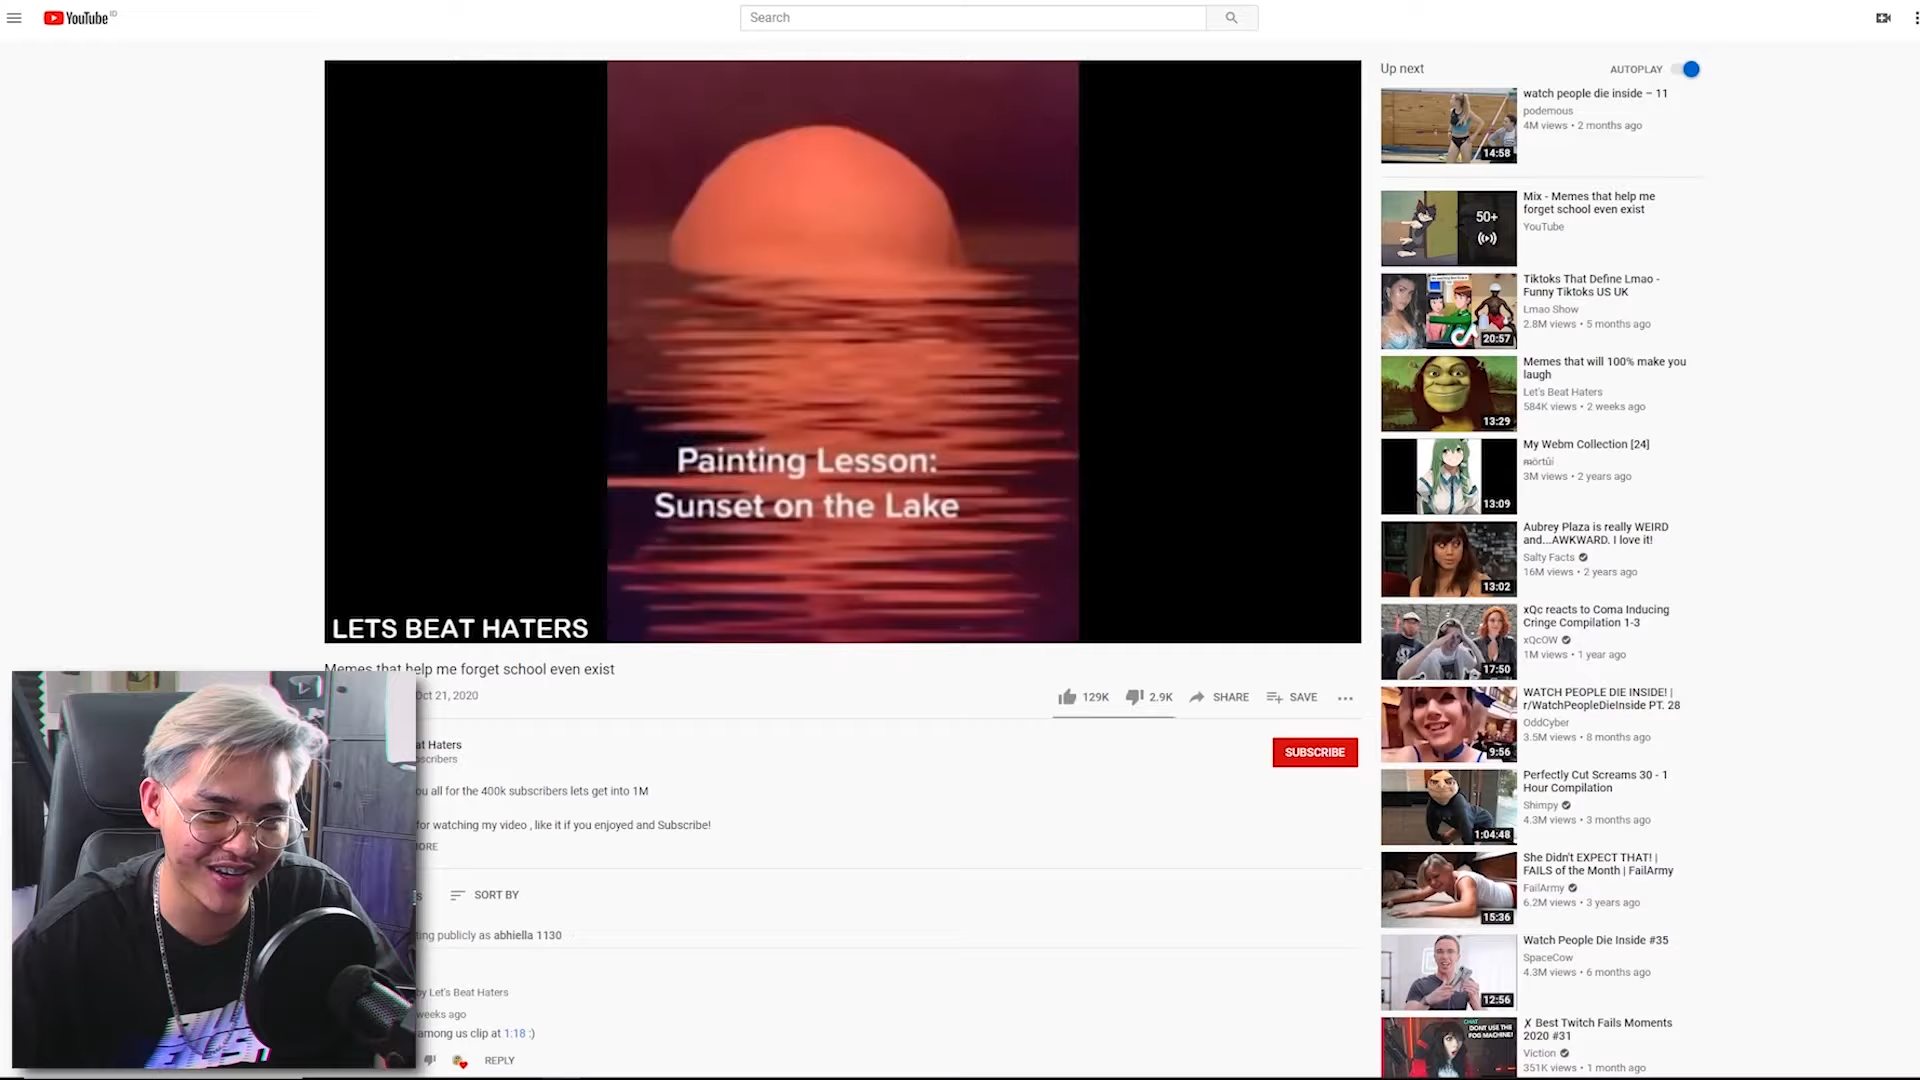 YouTube ID
Search
Painting Lesson:
Sunset on the Lake
LETS BEAT HATERS
Memes that help me forget school even exist
Oct 21, 2020
129K
2.9K
SHARE
SAVE
at Haters
scribers
SUBSCRIBE
ou all for the 400k subscribers lets get into 1M
for watching my video , like it if you enjoyed and Subscribe!
ORE
SORT BY
ting publicly as abhiella 1130
by Let's Beat Haters
weeks ago
among us clip at 1:18 :)
REPLY
Up next
AUTOPLAY
14:58
watch people die inside – 11
podemous
4M views • 2 months ago
50+
Mix - Memes that help me
forget school even exist
YouTube
20:57
Tiktoks That Define Lmao -
Funny Tiktoks US UK
Lmao Show
2.8M views • 5 months ago
13:29
Memes that will 100% make you
laugh
Let's Beat Haters
584K views • 2 weeks ago
13:09
My Webm Collection [24]
3M views • 2 years ago
13:02
Aubrey Plaza is really WEIRD
and...AWKWARD. I love it!
Salty Facts
16M views • 2 years ago
17:50
xQc reacts to Coma Inducing
Cringe Compilation 1-3
xQcOW
1M views • 1 year ago
9:56
WATCH PEOPLE DIE INSIDE! |
r/WatchPeopleDieInside PT. 28
OddCyber
3.5M views • 8 months ago
1:04:48
Perfectly Cut Screams 30 - 1
Hour Compilation
Shimpy
4.3M views • 3 months ago
15:36
She Didn't EXPECT THAT! |
FAILS of the Month | FailArmy
FailArmy
6.2M views • 3 years ago
12:56
Watch People Die Inside #35
SpaceCow
4.3M views • 6 months ago
CHAT
DONT USE THE
FOG MACHINE!
✗ Best Twitch Fails Moments
2020 #31
Viction
351K views • 1 month ago